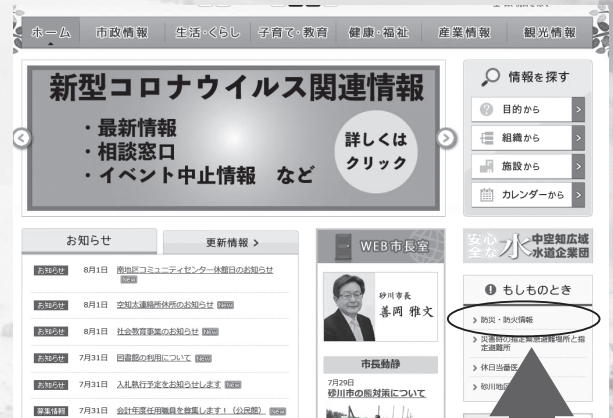 ホーム 市政情報 生活・くらし 子育て・教育 健康・福祉 産業情報 観光情報
新型コロナウイルス関連情報
・最新情報
・相談窓口
・イベント中止情報 など
詳しくは
クリック
情報を探す
目的から
組織から
施設から
カレンダーから
お知らせ
更新情報 >
お知らせ 8月1日 南地区コミュニティセンター休館日のお知らせ
New
お知らせ 8月1日 空知太連絡所休所のお知らせ New
お知らせ 8月1日 社会教育事業のお知らせ New
お知らせ 7月31日 図書館の利用について New
お知らせ 7月31日 入札執行予定をお知らせします New
募集情報 7月31日 会計年度任用職員を募集します!(公民館) New
WEB市長室
砂川市長
善岡 雅文
市長動静
7月29日
砂川市の熊対策について
安心
全な
水
中空知広域
水道企業団
もしものとき
> 防災・防火情報
> 災害時の指定緊急避難場所と指
定避難所
> 休日当番医
> 砂川地区